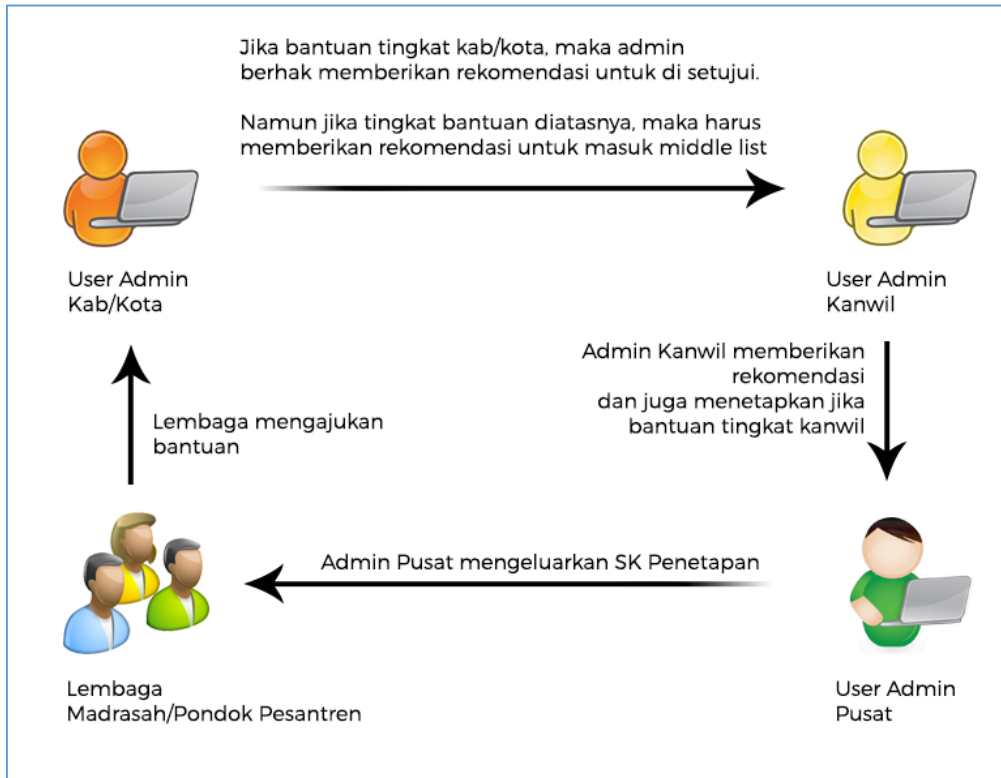 Jika bantuan tingkat kab/kota, maka admin
berhak memberikan rekomendasi untuk di setujui.
Namun jika tingkat bantuan diatasnya, maka harus
memberikan rekomendasi untuk masuk middle list
User Admin
Kab/Kota
User Admin
Kanwil
Admin Kanwil memberikan
rekomendasi
dan juga menetapkan jika
bantuan tingkat kanwil
Lembaga mengajukan
bantuan
Admin Pusat mengeluarkan SK Penetapan
Lembaga
Madrasah/Pondok Pesantren
User Admin
Pusat